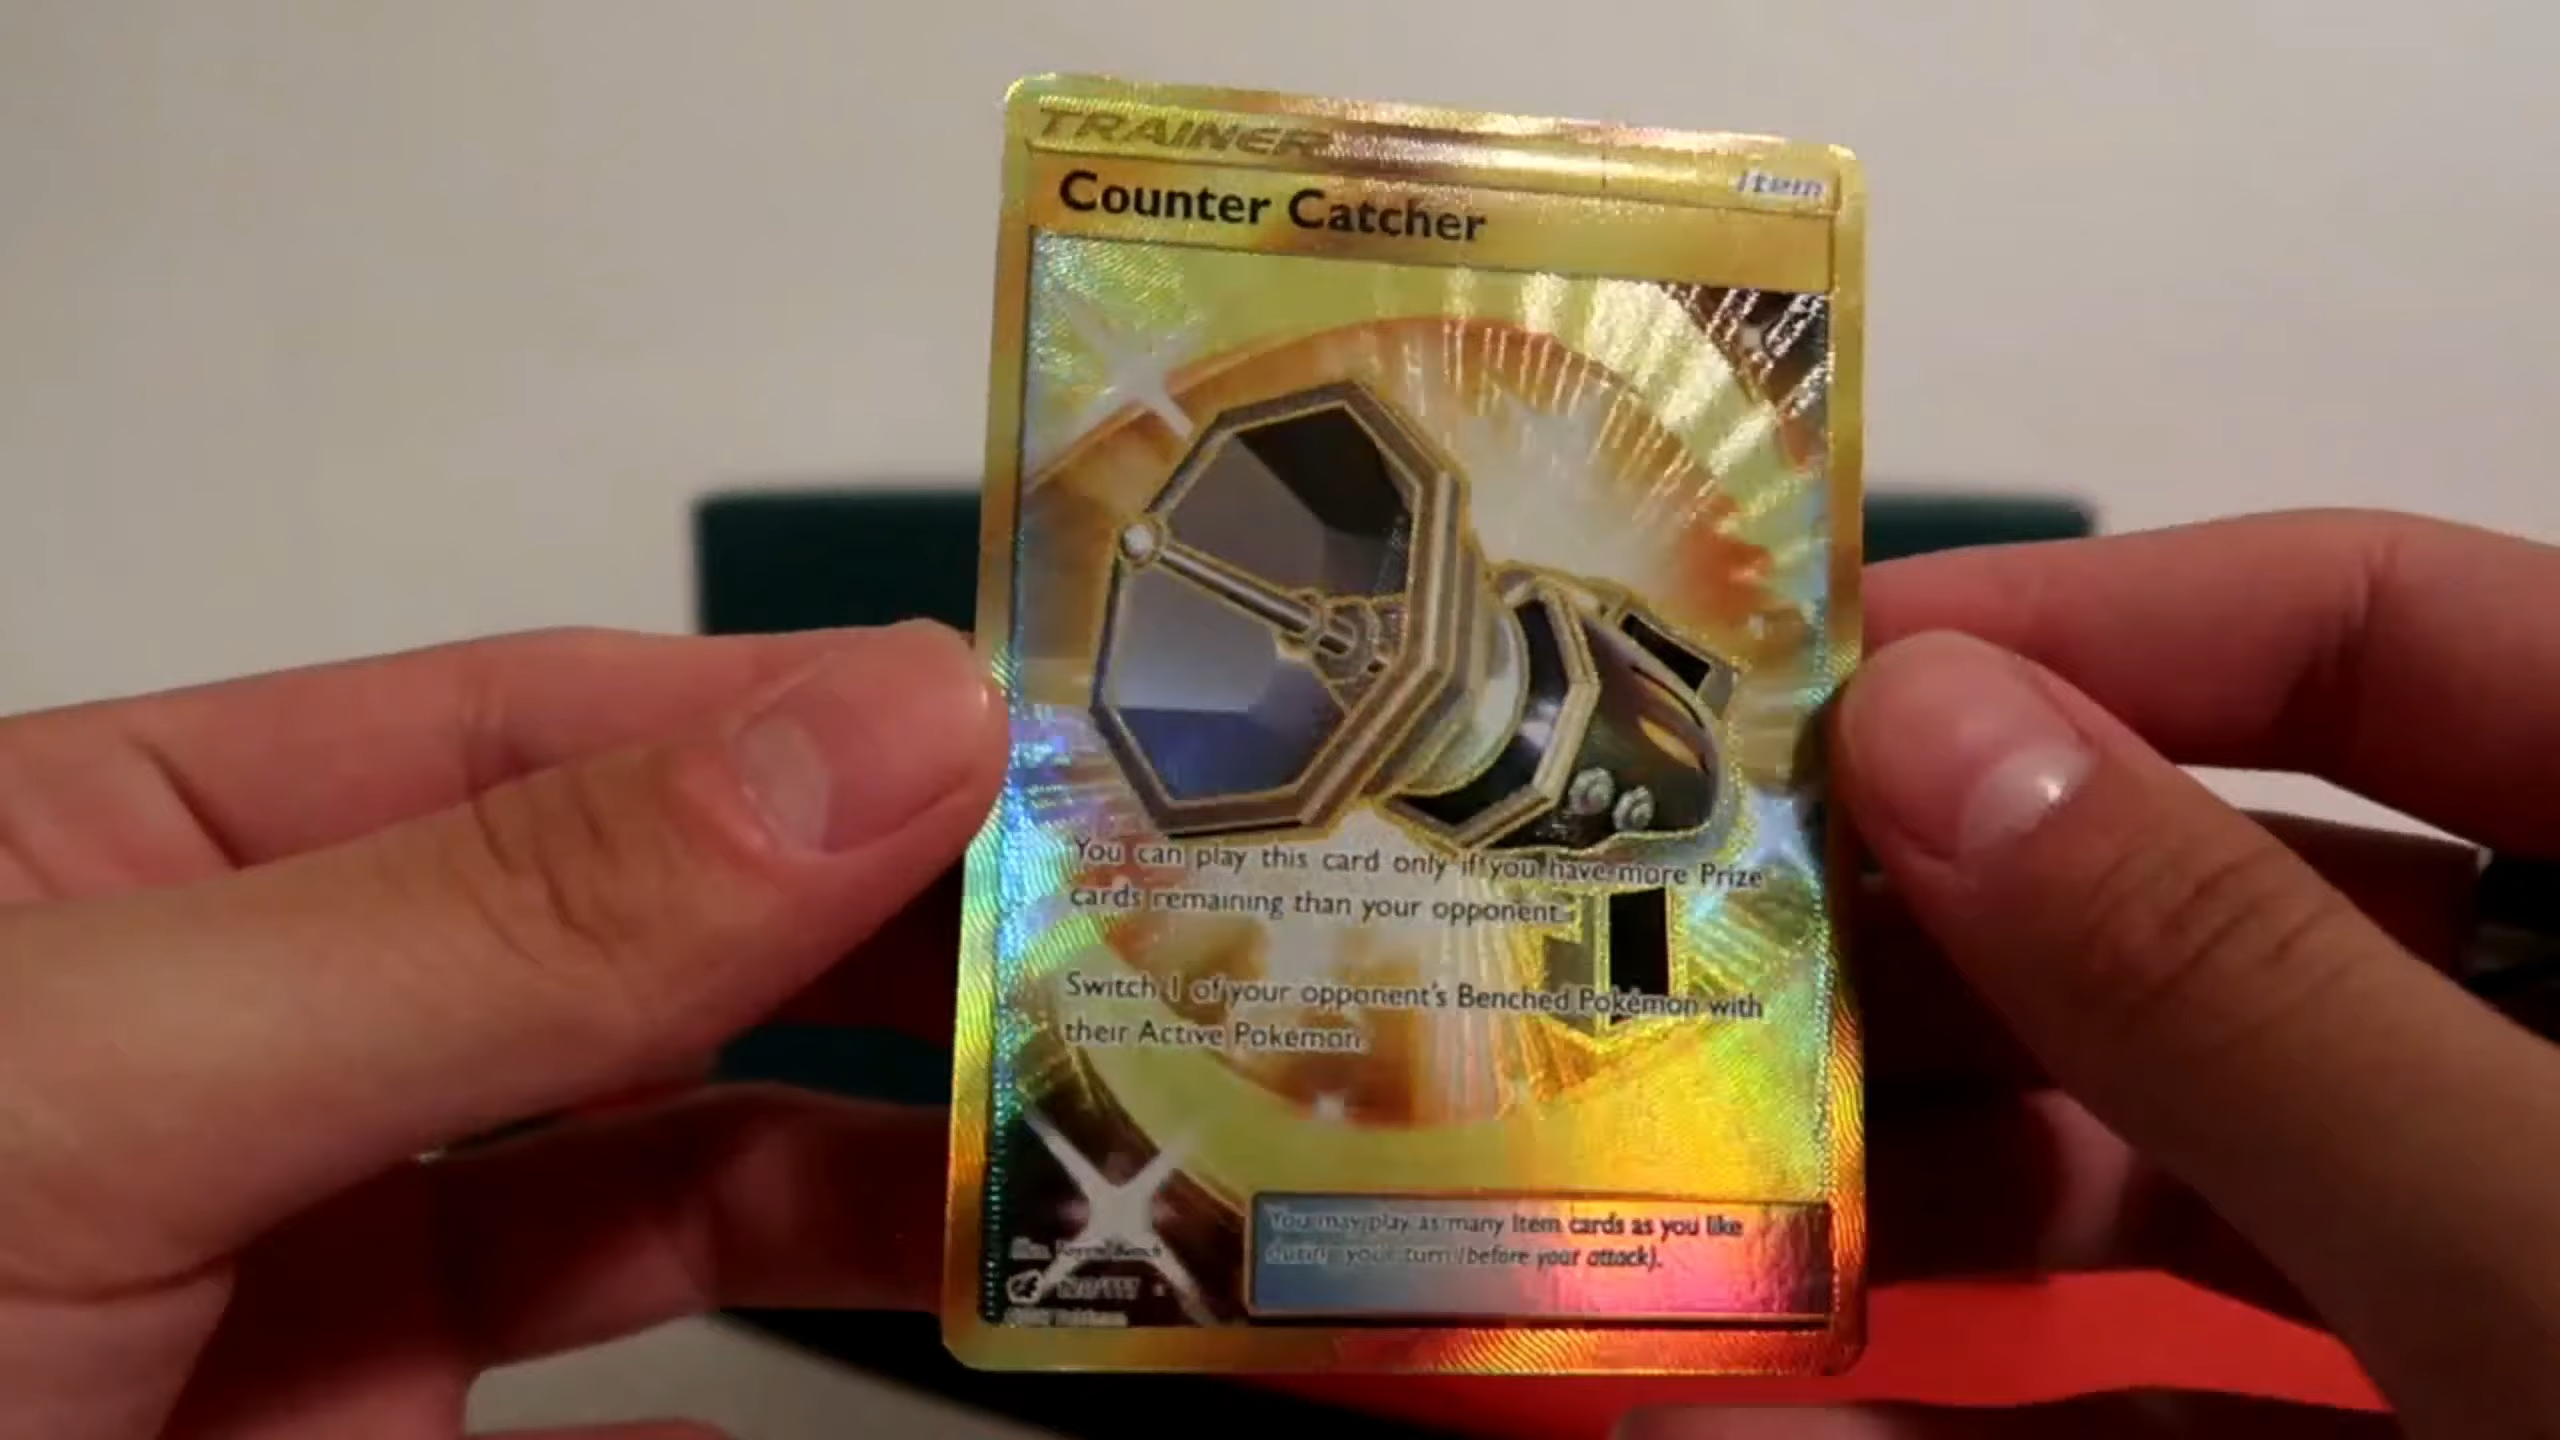 TRAINER
Item
Counter Catcher
You can play this card only if you have more Prize
cards remaining than your opponent.
Switch 1 of your opponent's Benched Pokémon with
their Active Pokémon.
You may play as many Item cards as you like
during your turn (before your attack).